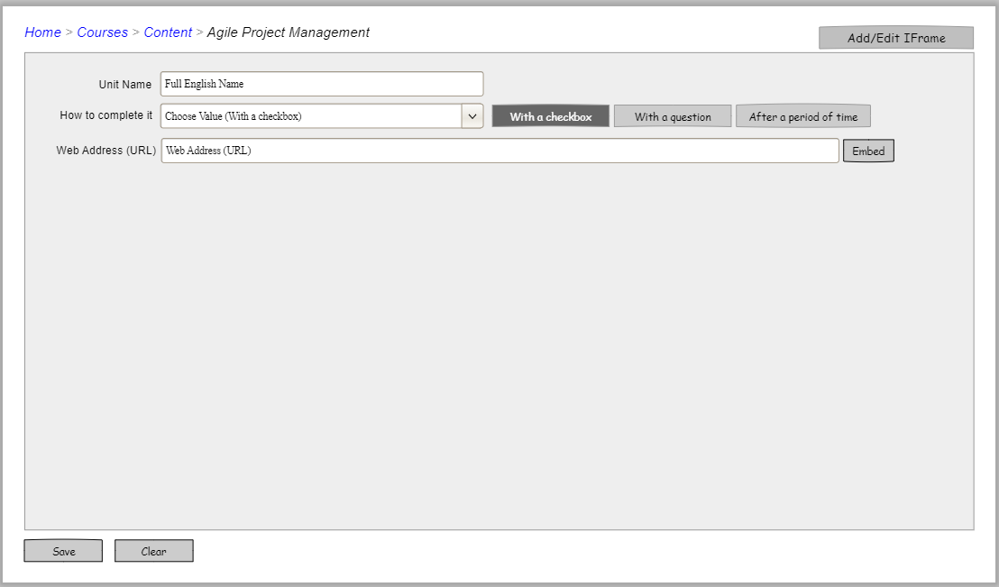 Home > Courses > Content > Agile Project Management
Add/Edit IFrame
Unit Name Full English Name
How to complete it Choose Value (With a checkbox) With a checkbox With a question After a period of time
Web Address (URL) Web Address (URL) Embed
Save Clear